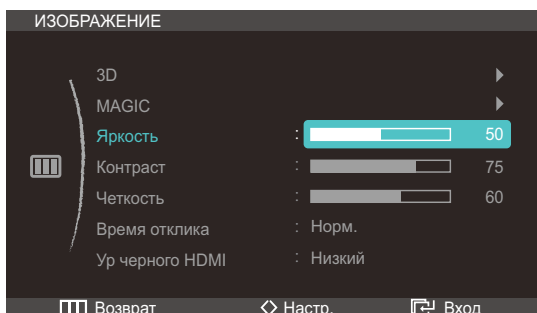 ИЗОБРАЖЕНИЕ
3D
MAGIC
Яркость : 50
Контраст : 75
Четкость : 60
Время отклика : Норм.
Ур черного HDMI : Низкий
Возврат Настр. Вход